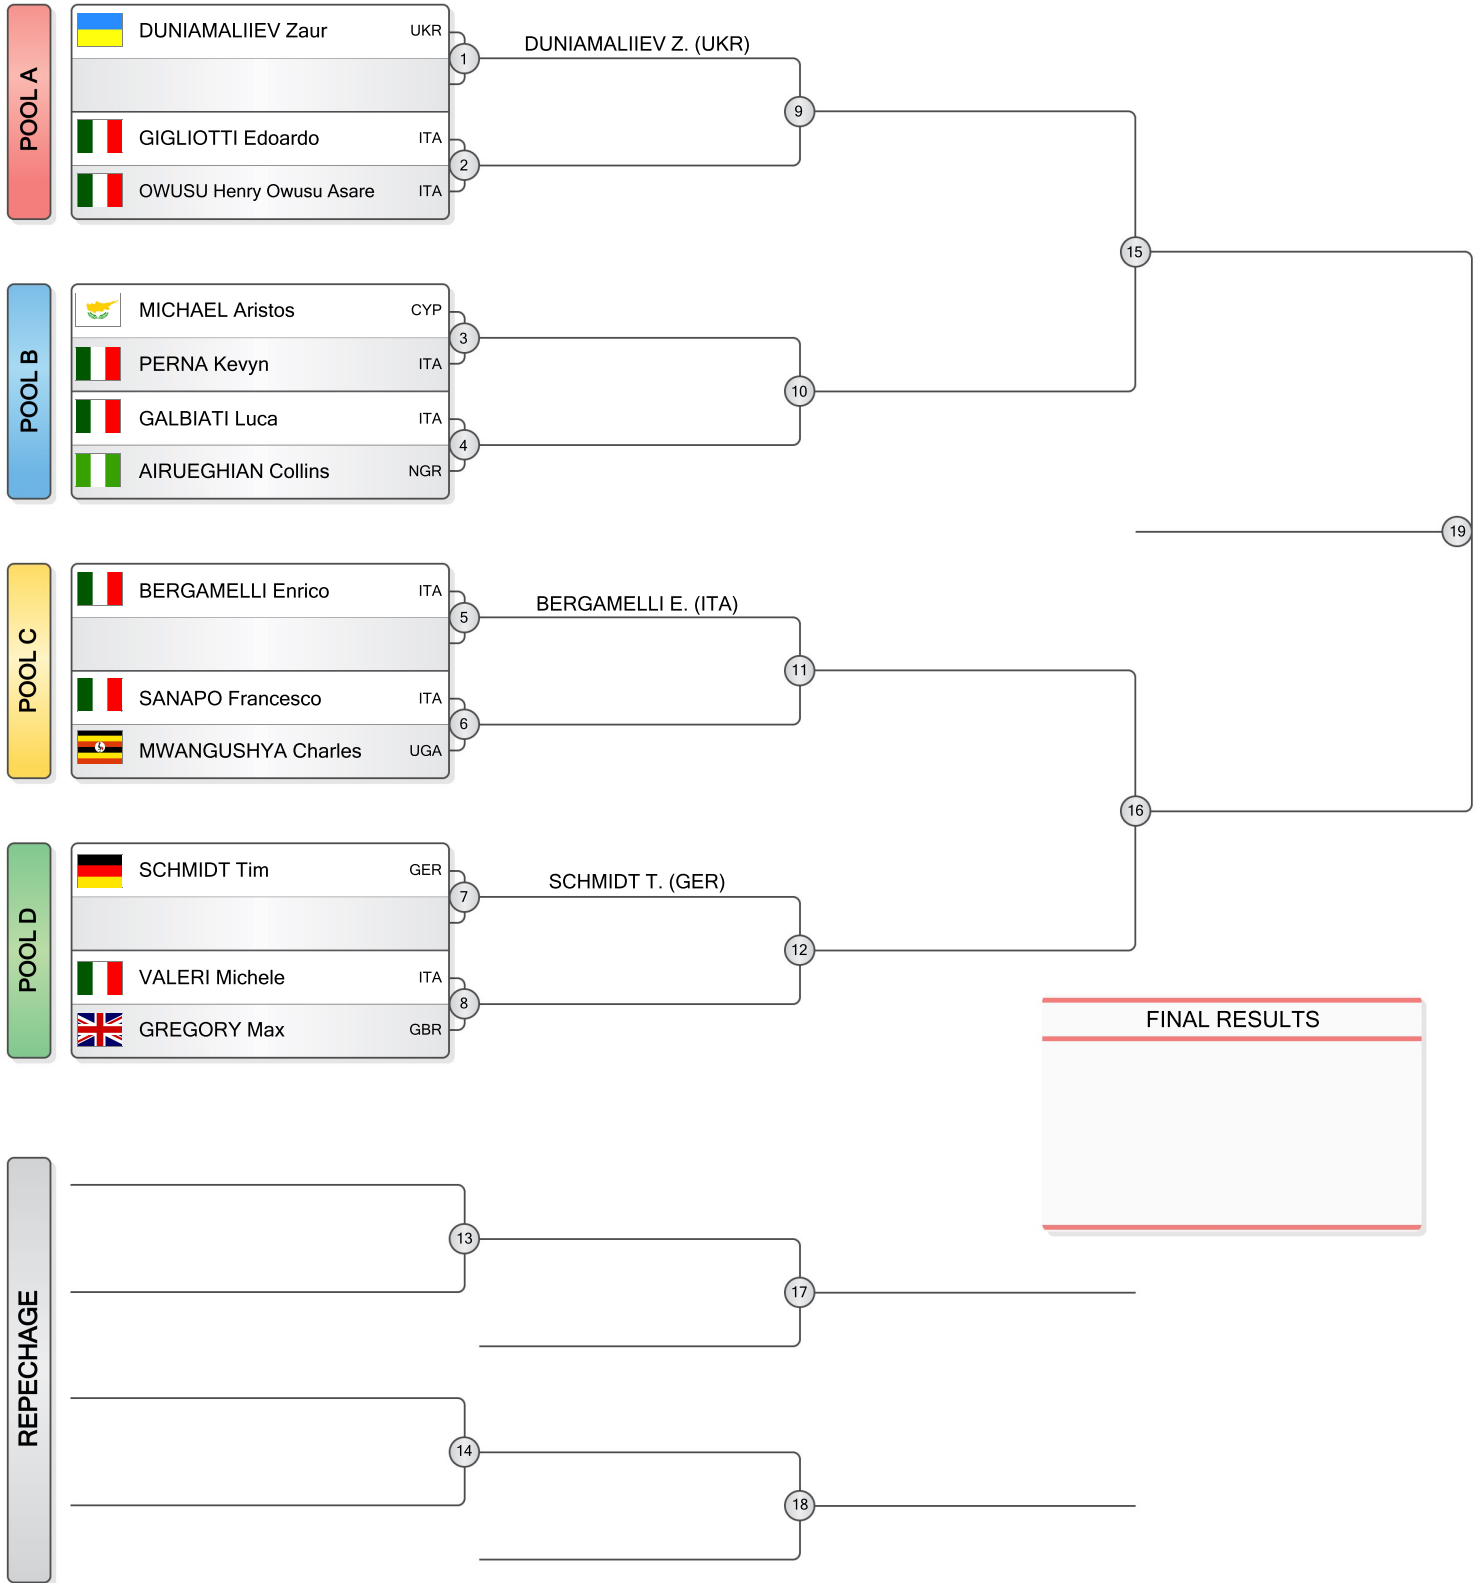 POOL A
DUNIAMALIIEV Zaur UKR
1
DUNIAMALIIEV Z. (UKR)
9
GIGLIOTTI Edoardo ITA
2
OWUSU Henry Owusu Asare ITA
15
POOL B
MICHAEL Aristos CYP
3
PERNA Kevyn ITA
10
GALBIATI Luca ITA
4
AIRUEGHIAN Collins NGR
19
POOL C
BERGAMELLI Enrico ITA
5
BERGAMELLI E. (ITA)
11
SANAPO Francesco ITA
6
MWANGUSHYA Charles UGA
16
POOL D
SCHMIDT Tim GER
7
SCHMIDT T. (GER)
12
VALERI Michele ITA
8
GREGORY Max GBR
FINAL RESULTS
REPECHAGE
13
17
14
18